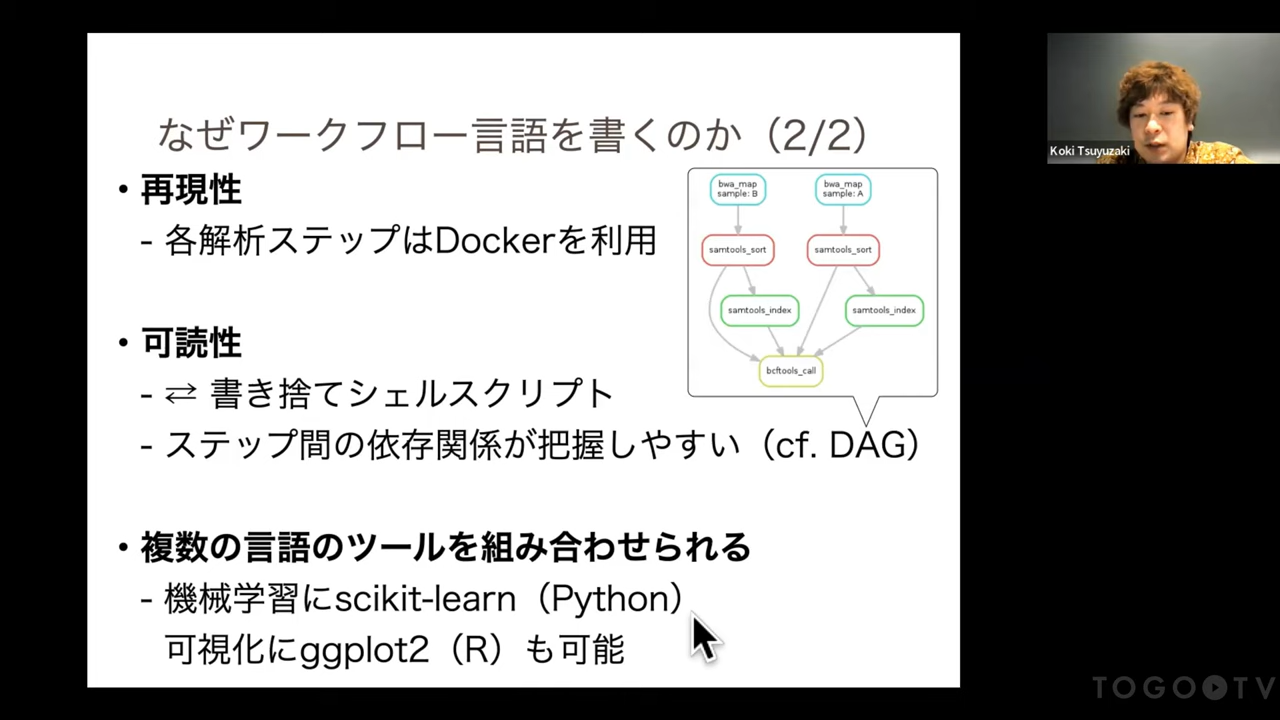 なぜワークフロー言語を書くのか（2/2）
・再現性
- 各解析ステップはDockerを利用
・可読性
- ⇄ 書き捨てシェルスクリプト
- ステップ間の依存関係が把握しやすい（cf. DAG）
・複数の言語のツールを組み合わせられる
- 機械学習にscikit-learn（Python）
可視化にggplot2（R）も可能
bwa_map
sample: B
bwa_map
sample: A
samtools_sort
samtools_sort
samtools_index
samtools_index
bcftools_call
Koki Tsuyuzaki
TOGO TV